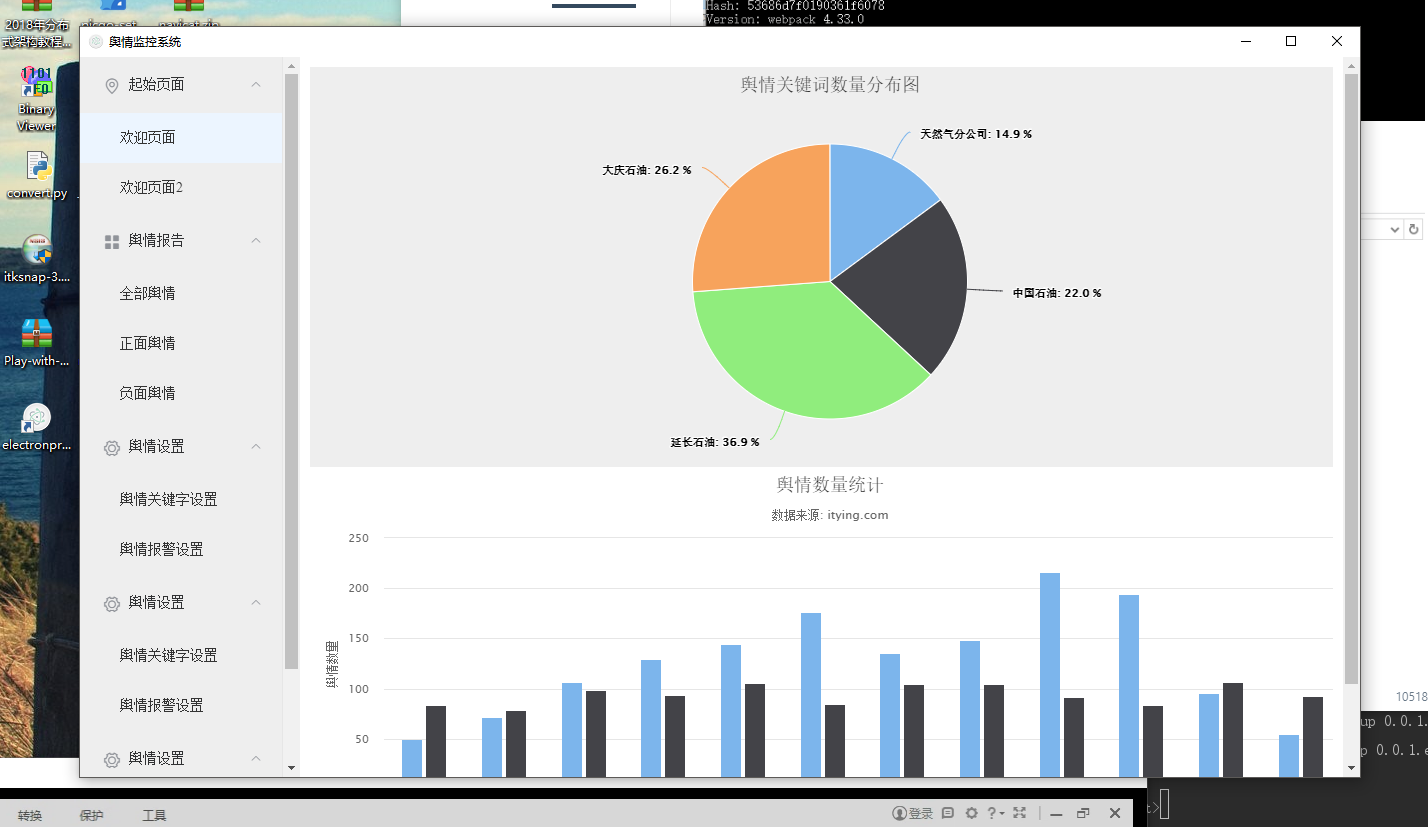 2018年分布
式架构教程...
Hash: 53686d7f0190361f6078
Version: webpack 4.33.0
舆情监控系统
Binary
Viewer
convert.py
itksnap-3....
Play-with-...
electronpr...
起始页面
欢迎页面
欢迎页面2
舆情报告
全部舆情
正面舆情
负面舆情
舆情设置
舆情关键字设置
舆情报警设置
舆情设置
舆情关键字设置
舆情报警设置
舆情设置
舆情关键词数量分布图
天然气分公司: 14.9 %
大庆石油: 26.2 %
中国石油: 22.0 %
延长石油: 36.9 %
舆情数量统计
数据来源: itying.com
250
200
150
100
50
舆情数量
10518
up 0.0.1.
p 0.0.1.e
t>
转换
保护
工具
登录